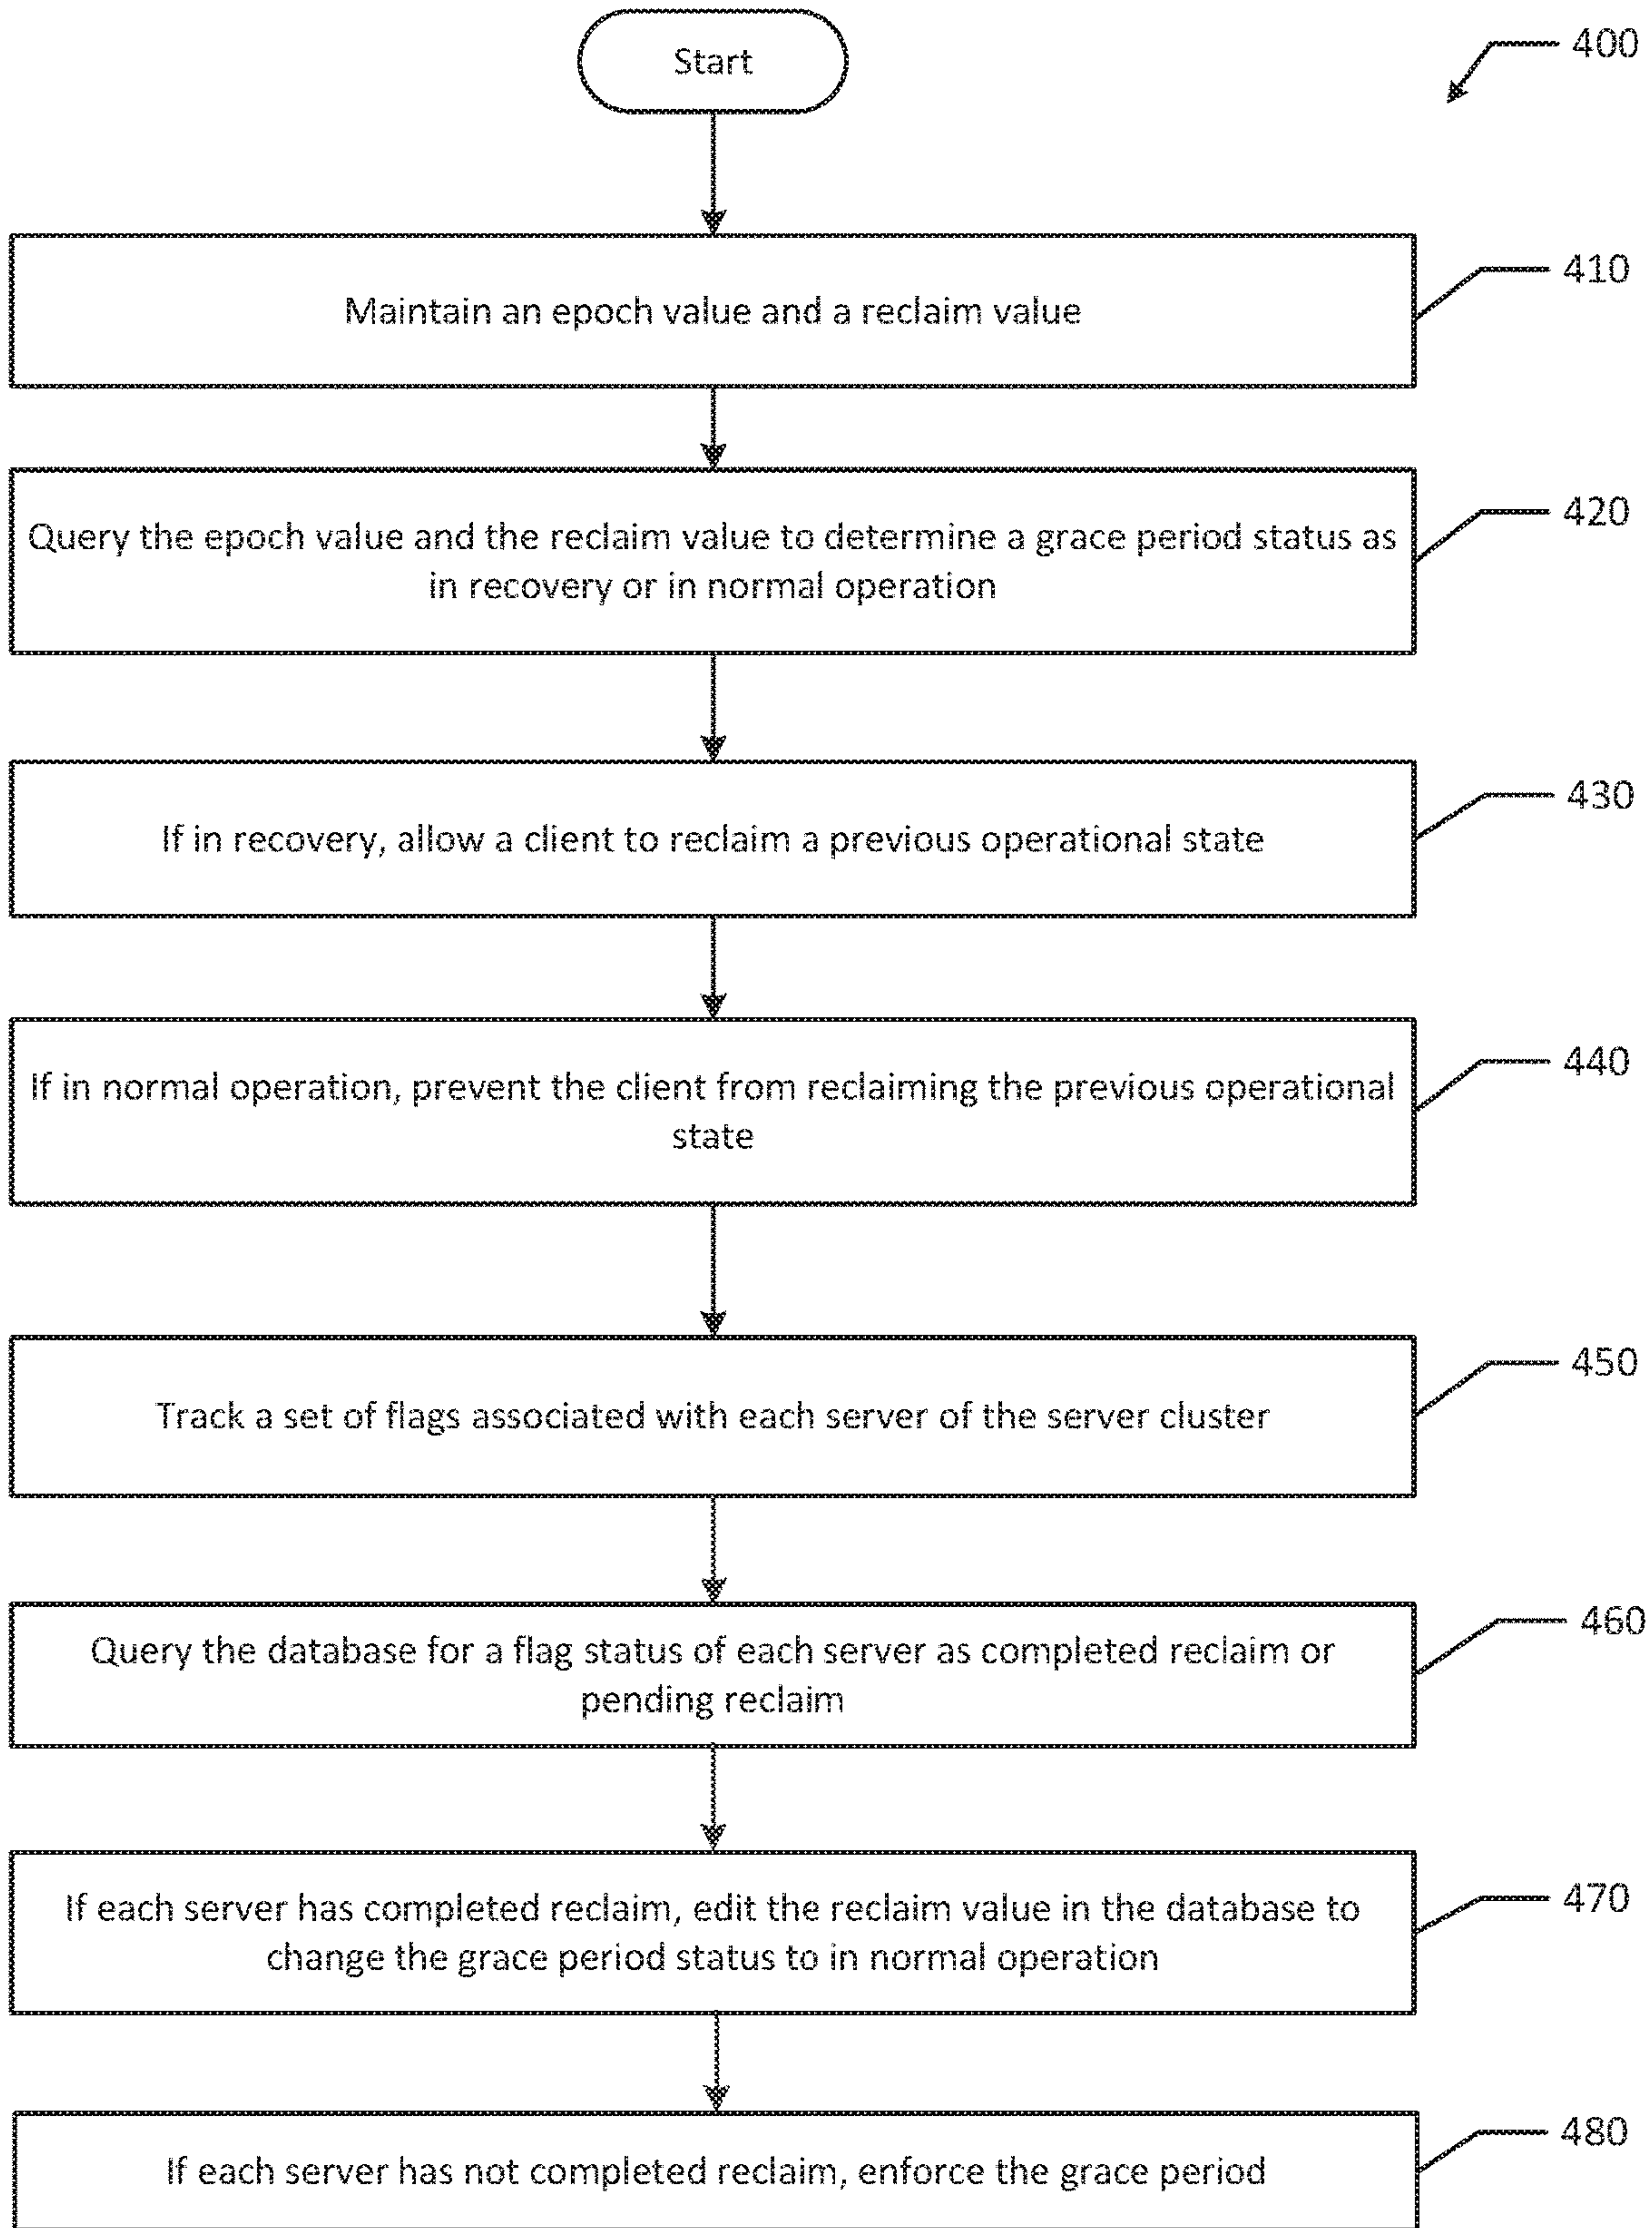 Start
400
Maintain an epoch value and a reclaim value
410
Query the epoch value and the reclaim value to determine a grace period status as
in recovery or in normal operation
420
If in recovery, allow a client to reclaim a previous operational state
430
If in normal operation, prevent the client from reclaiming the previous operational
state
440
Track a set of flags associated with each server of the server cluster
450
Query the database for a flag status of each server as completed reclaim or
pending reclaim
460
If each server has completed reclaim, edit the reclaim value in the database to
change the grace period status to in normal operation
470
If each server has not completed reclaim, enforce the grace period
480